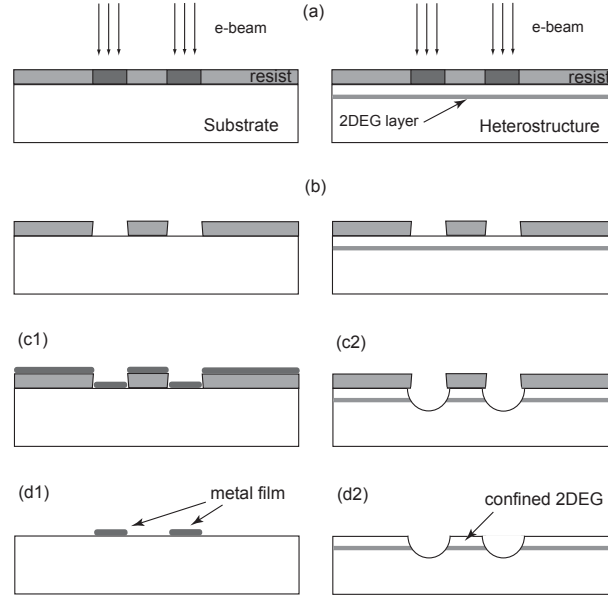 (a)
e-beam
e-beam
resist
resist
Substrate
2DEG layer
Heterostructure
(b)
(c1)
(c2)
(d1)
metal film
(d2)
confined 2DEG